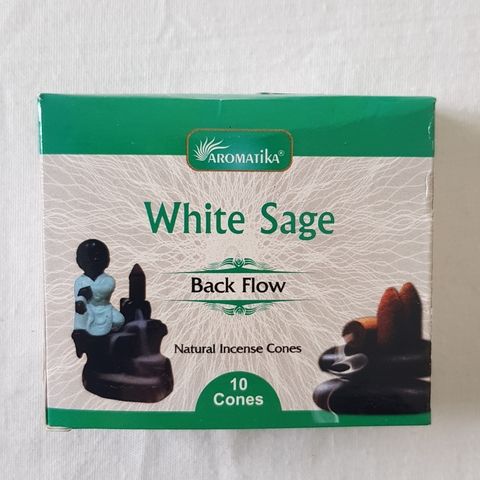 AROMATIKA®
White Sage
Back Flow
Natural Incense Cones
10
Cones